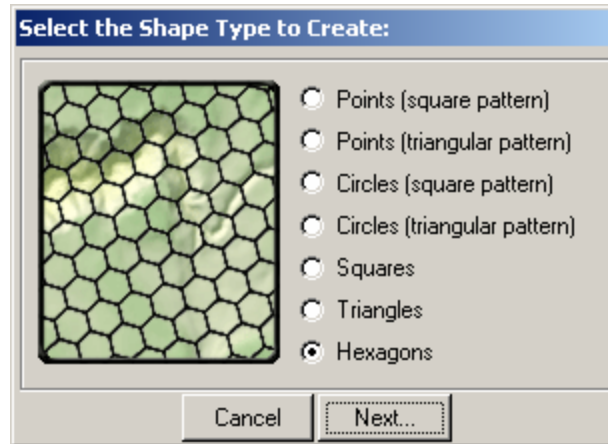 Select the Shape Type to Create:
Points (square pattern)
Points (triangular pattern)
Circles (square pattern)
Circles (triangular pattern)
Squares
Triangles
Hexagons
Cancel
Next...